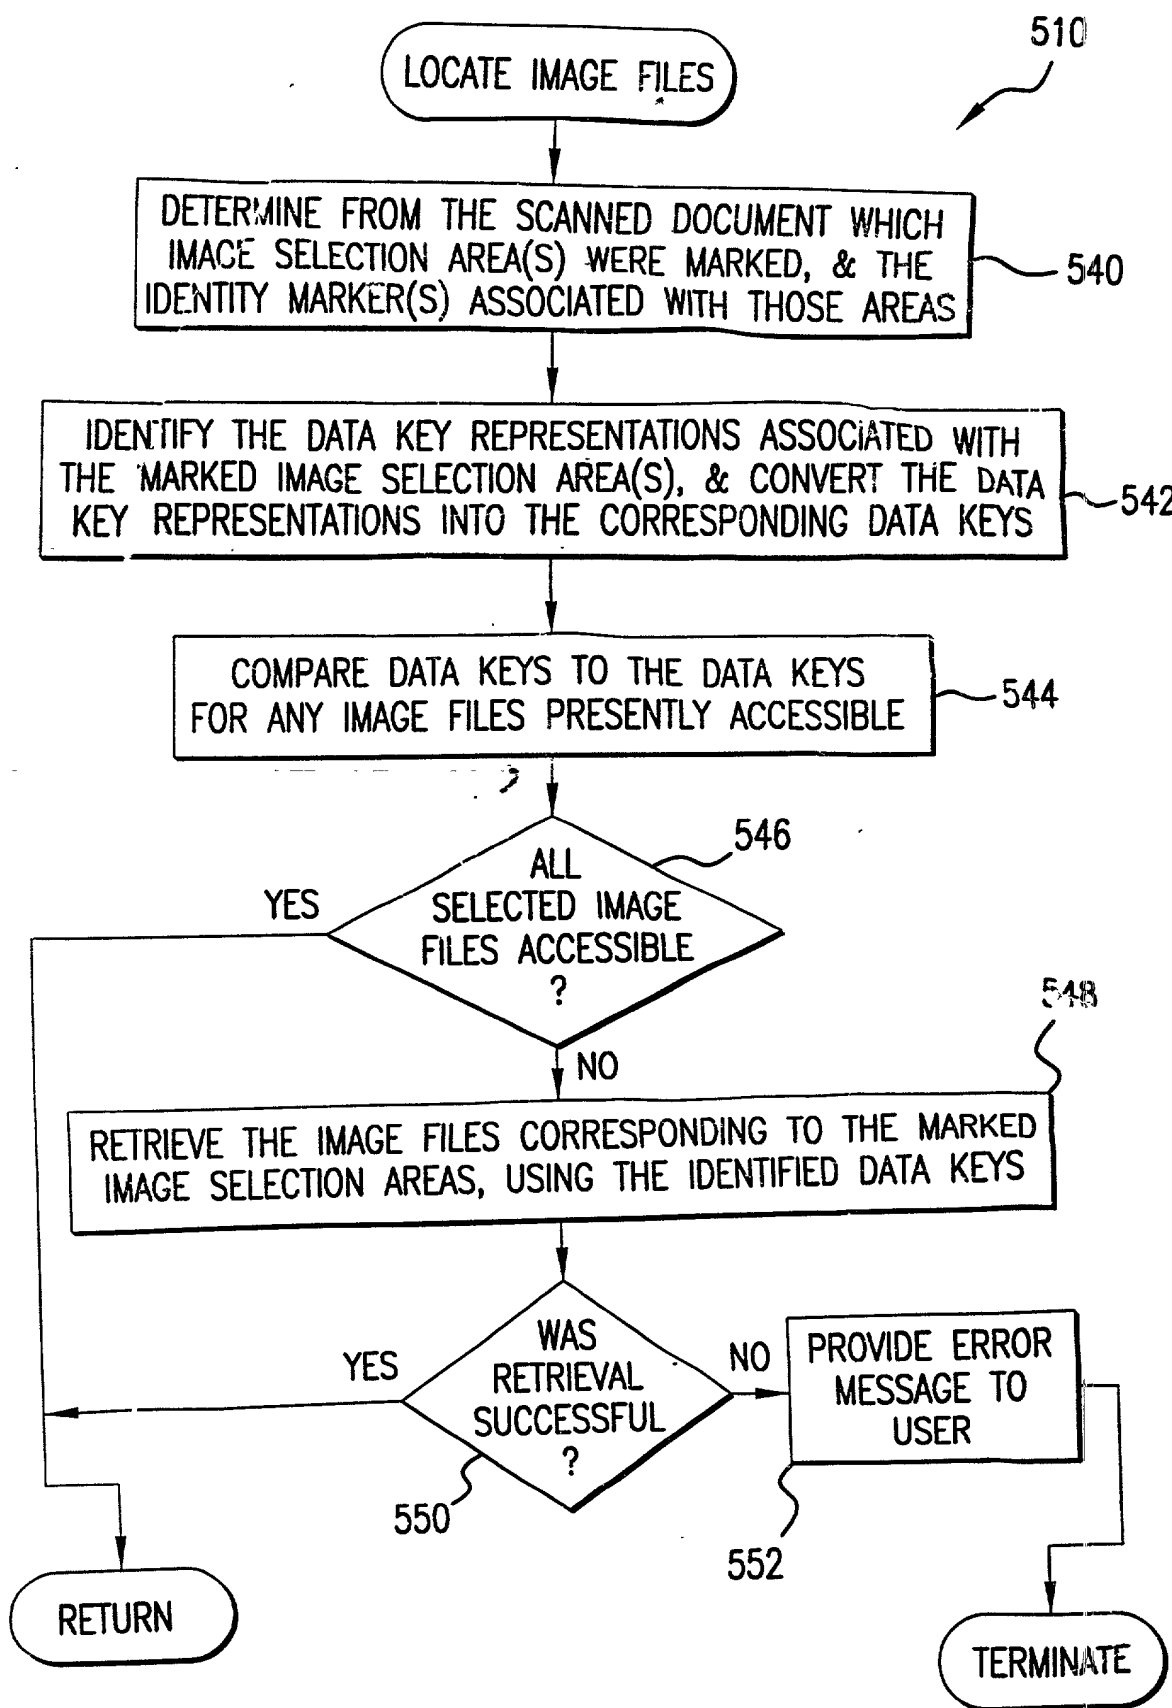 510
LOCATE IMAGE FILES
DETERMINE FROM THE SCANNED DOCUMENT WHICH
IMAGE SELECTION AREA(S) WERE MARKED, & THE
IDENTITY MARKER(S) ASSOCIATED WITH THOSE AREAS
540
IDENTIFY THE DATA KEY REPRESENTATIONS ASSOCIATED WITH
THE MARKED IMAGE SELECTION AREA(S), & CONVERT THE DATA
KEY REPRESENTATIONS INTO THE CORRESPONDING DATA KEYS
542
COMPARE DATA KEYS TO THE DATA KEYS
FOR ANY IMAGE FILES PRESENTLY ACCESSIBLE
544
546
ALL
SELECTED IMAGE
FILES ACCESSIBLE
?
YES
NO
548
RETRIEVE THE IMAGE FILES CORRESPONDING TO THE MARKED
IMAGE SELECTION AREAS, USING THE IDENTIFIED DATA KEYS
WAS
RETRIEVAL
SUCCESSFUL
?
YES
NO
550
PROVIDE ERROR
MESSAGE TO
USER
552
RETURN
TERMINATE